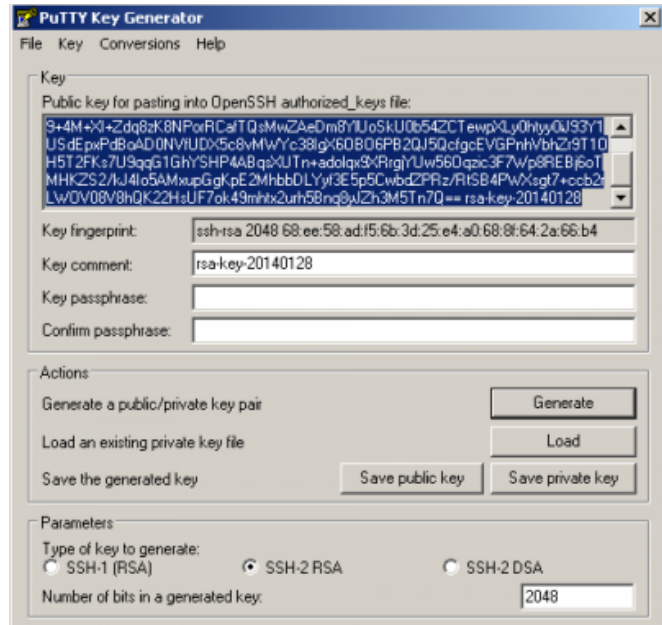 PuTTY Key Generator
File Key Conversions Help
Key
Public key for pasting into OpenSSH authorized_keys file:
LWOV08V8hQK22HsUF7ok49mhtx2urh5Bnq8yJZh3M5Tn7Q== rsa-key-20140128
Key fingerprint: ssh-rsa 2048 68:ee:58:ad:f5:6b:3d:25:e4:a0:68:8f:64:2a:66:b4
Key comment: rsa-key-20140128
Key passphrase:
Confirm passphrase:
Actions
Generate a public/private key pair Generate
Load an existing private key file Load
Save the generated key Save public key Save private key
Parameters
Type of key to generate:
SSH-1 (RSA) SSH-2 RSA SSH-2 DSA
Number of bits in a generated key: 2048